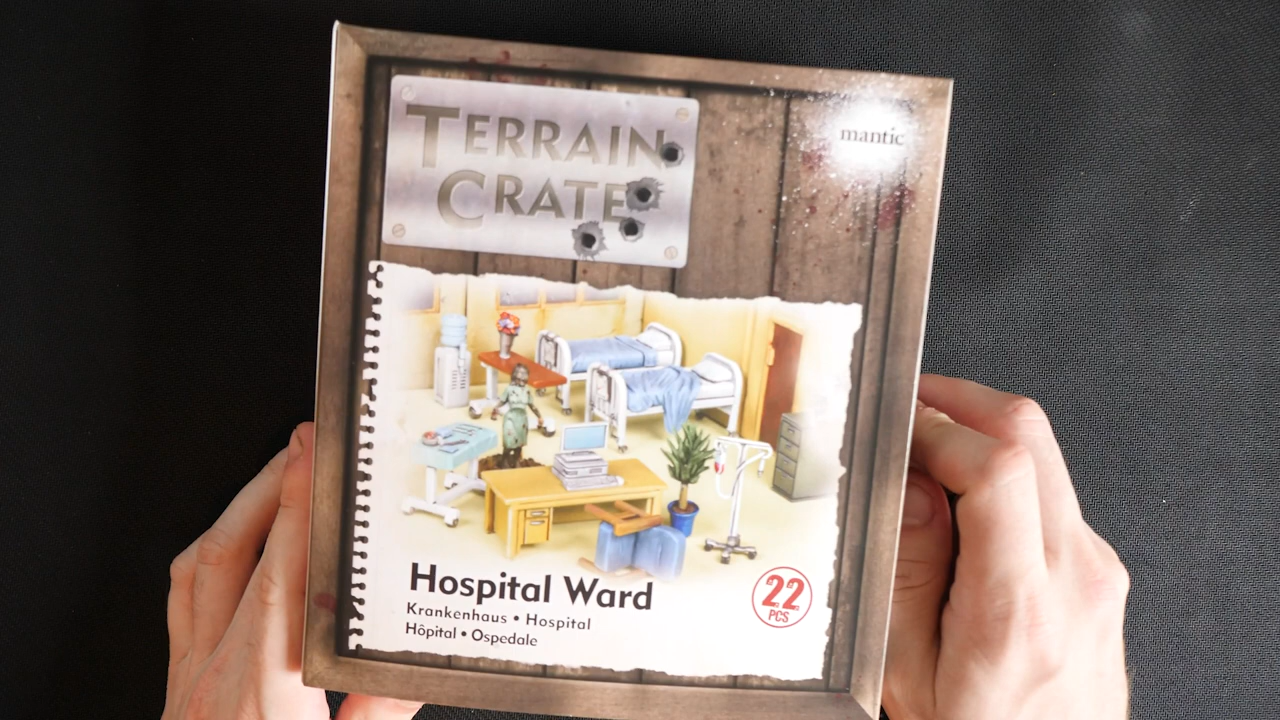 mantic
TERRAIN
CRATE
Hospital Ward
Krankenhaus • Hospital
Hôpital • Ospedale
22
PCS